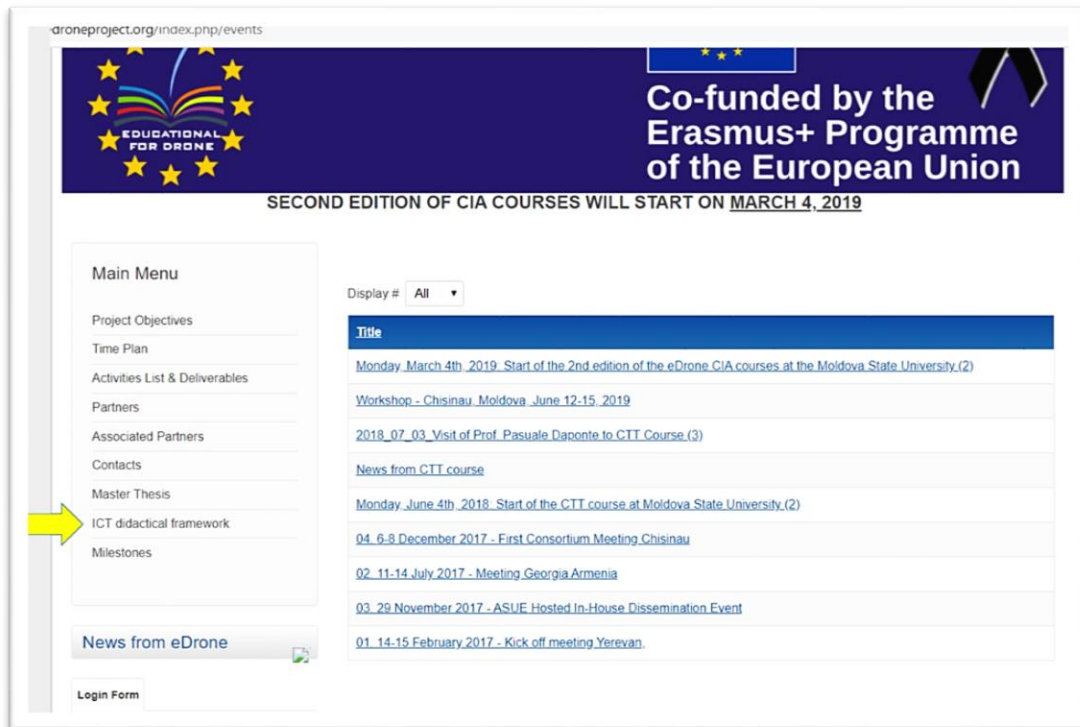 droneproject.org/index.php/events
EDUCATIONAL
FOR DRONE
Co-funded by the
Erasmus+ Programme
of the European Union
SECOND EDITION OF CIA COURSES WILL START ON MARCH 4, 2019
Main Menu
Project Objectives
Time Plan
Activities List & Deliverables
Partners
Associated Partners
Contacts
Master Thesis
ICT didactical framework
Milestones
News from eDrone
Login Form
Display # All
Title
Monday, March 4th, 2019: Start of the 2nd edition of the eDrone CIA courses at the Moldova State University (2)
Workshop - Chisinau, Moldova, June 12-15, 2019
2018_07_03_Visit of Prof. Pasuale Daponte to CTT Course (3)
News from CTT course
Monday, June 4th, 2018: Start of the CTT course at Moldova State University (2)
04. 6-8 December 2017 - First Consortium Meeting Chisinau
02. 11-14 July 2017 - Meeting Georgia Armenia
03. 29 November 2017 - ASUE Hosted In-House Dissemination Event
01. 14-15 February 2017 - Kick off meeting Yerevan,